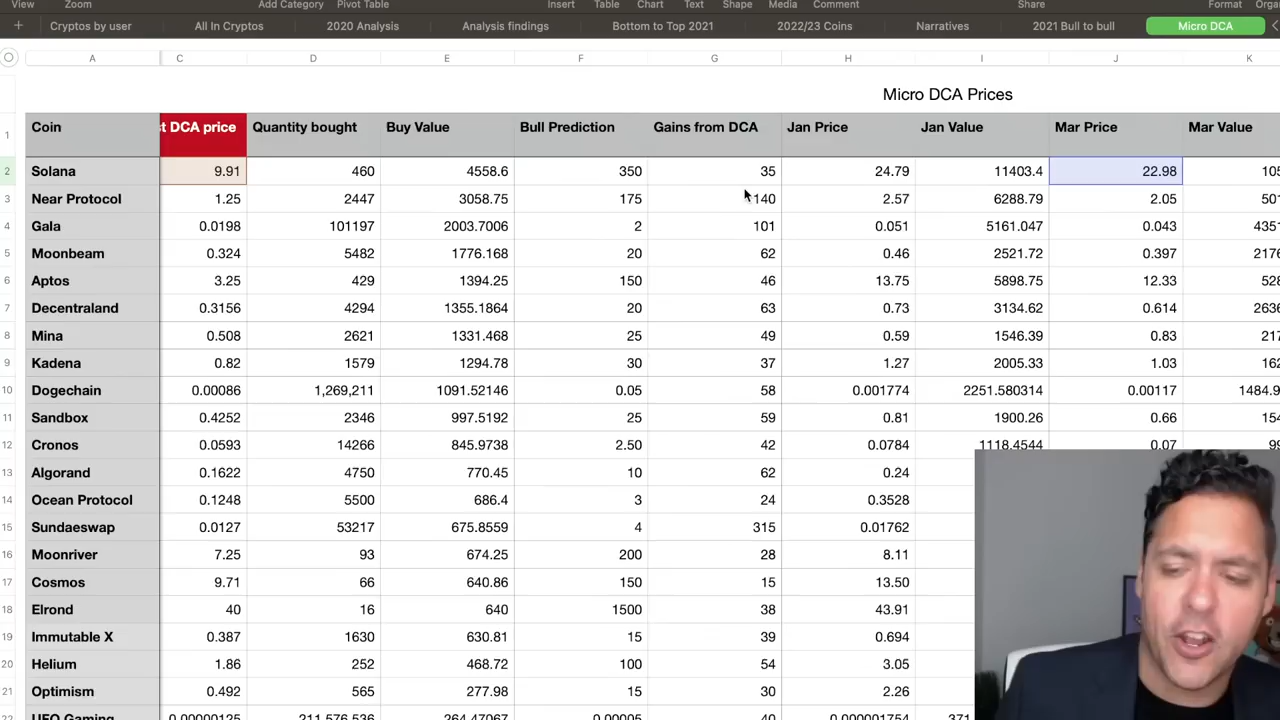 View Zoom Add Category Pivot Table Insert Table Chart Text Shape Media Comment Share Format
+ Cryptos by user All In Cryptos 2020 Analysis Analysis findings Bottom to Top 2021 2022/23 Coins Narratives 2021 Bull to bull Micro DCA
A C D E F G H I J K
Micro DCA Prices
1 Coin DCA price Quantity bought Buy Value Bull Prediction Gains from DCA Jan Price Jan Value Mar Price Mar Value
2 Solana 9.91 460 4558.6 350 35 24.79 11403.4 22.98
3 Near Protocol 1.25 2447 3058.75 175 140 2.57 6288.79 2.05
4 Gala 0.0198 101197 2003.7006 2 101 0.051 5161.047 0.043
5 Moonbeam 0.324 5482 1776.168 20 62 0.46 2521.72 0.397
6 Aptos 3.25 429 1394.25 150 46 13.75 5898.75 12.33
7 Decentraland 0.3156 4294 1355.1864 20 63 0.73 3134.62 0.614
8 Mina 0.508 2621 1331.468 25 49 0.59 1546.39 0.83
9 Kadena 0.82 1579 1294.78 30 37 1.27 2005.33 1.03
10 Dogechain 0.00086 1,269,211 1091.52146 0.05 58 0.001774 2251.580314 0.00117
11 Sandbox 0.4252 2346 997.5192 25 59 0.81 1900.26 0.66
12 Cronos 0.0593 14266 845.9738 2.50 42 0.0784 1118.4544 0.07
13 Algorand 0.1622 4750 770.45 10 62 0.24
14 Ocean Protocol 0.1248 5500 686.4 3 24 0.3528
15 Sundaeswap 0.0127 53217 675.8559 4 315 0.01762
16 Moonriver 7.25 93 674.25 200 28 8.11
17 Cosmos 9.71 66 640.86 150 15 13.50
18 Elrond 40 16 640 1500 38 43.91
19 Immutable X 0.387 1630 630.81 15 39 0.694
20 Helium 1.86 252 468.72 100 54 3.05
21 Optimism 0.492 565 277.98 15 30 2.26
22 UFO Gaming 0.00000125 211,576,536 264.47067 0.00005 40 0.000001754